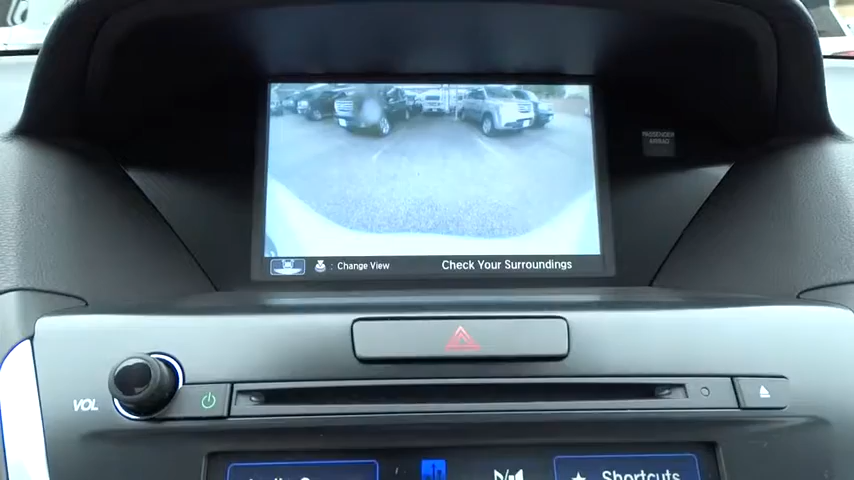 PASSENGER
AIRBAG
: Change View
Check Your Surroundings
VOL
Shortcuts